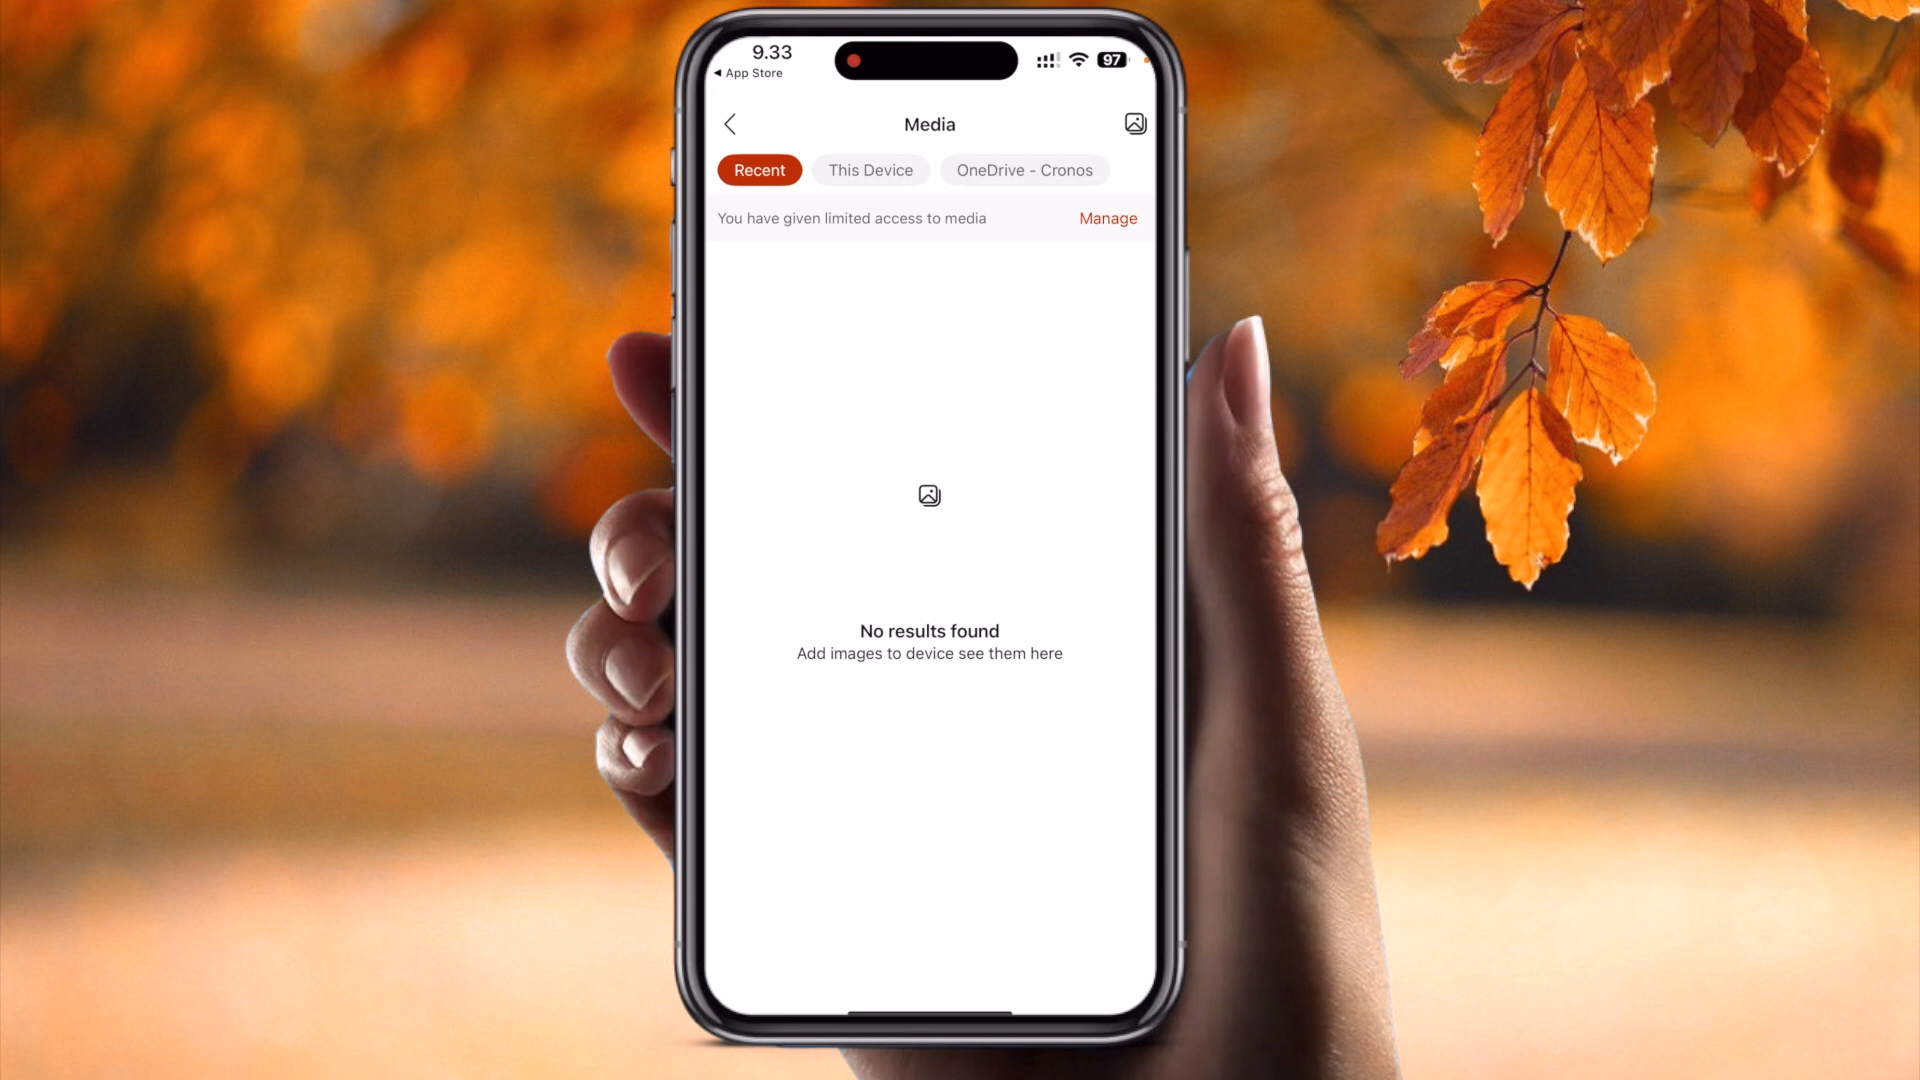 9.33
◀ App Store
97
Media
Recent
This Device
OneDrive - Cronos
You have given limited access to media
Manage
No results found
Add images to device see them here